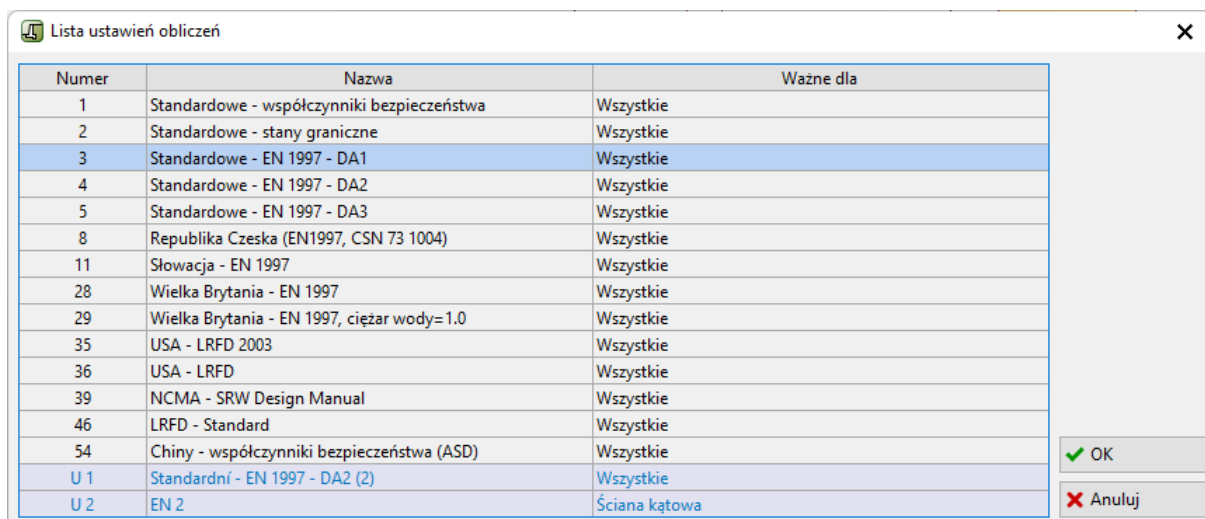 Lista ustawień obliczeń
Numer Nazwa Ważne dla
1 Standardowe - współczynniki bezpieczeństwa Wszystkie
2 Standardowe - stany graniczne Wszystkie
3 Standardowe - EN 1997 - DA1 Wszystkie
4 Standardowe - EN 1997 - DA2 Wszystkie
5 Standardowe - EN 1997 - DA3 Wszystkie
8 Republika Czeska (EN1997, CSN 73 1004) Wszystkie
11 Słowacja - EN 1997 Wszystkie
28 Wielka Brytania - EN 1997 Wszystkie
29 Wielka Brytania - EN 1997, ciężar wody=1.0 Wszystkie
35 USA - LRFD 2003 Wszystkie
36 USA - LRFD Wszystkie
39 NCMA - SRW Design Manual Wszystkie
46 LRFD - Standard Wszystkie
54 Chiny - współczynniki bezpieczeństwa (ASD) Wszystkie
OK
U 1 Standardní - EN 1997 - DA2 (2) Wszystkie
U 2 EN 2 Ściana kątowa
Anuluj